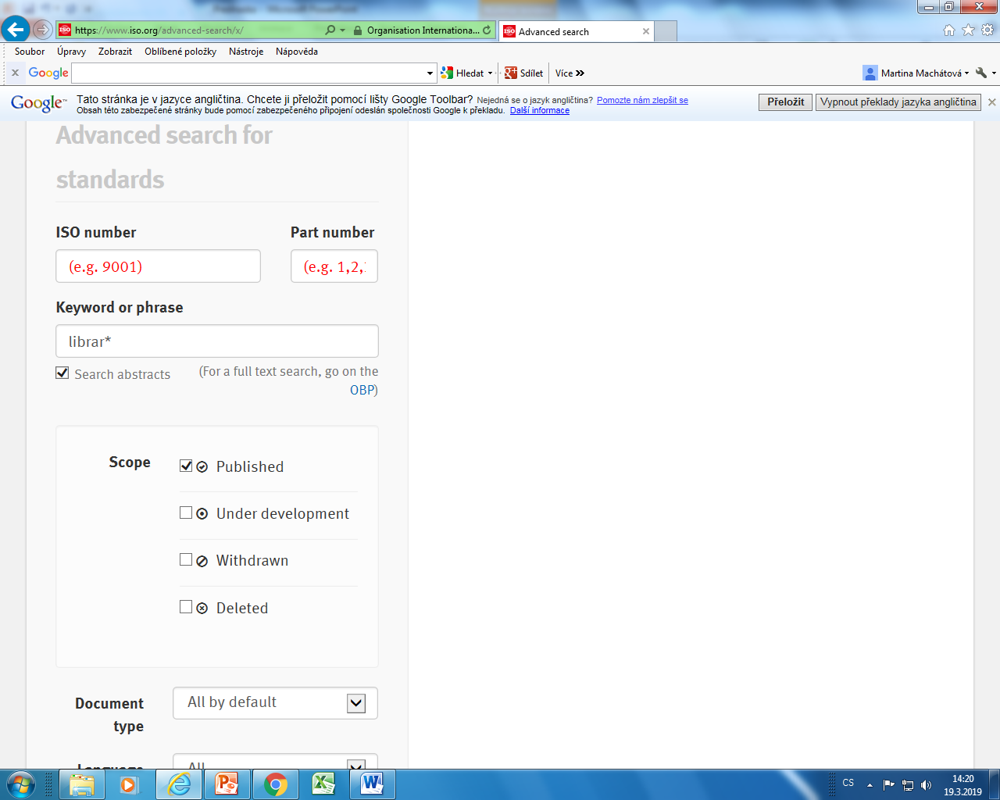 https://www.iso.org/advanced-search/x/
Organisation Internationa...
Advanced search
Soubor Úpravy Zobrazit Oblíbené položky Nástroje Nápověda
x Google Hledat Sdílet Více Martina Machátová
Google Tato stránka je v jazyce angličtina. Chcete ji přeložit pomocí lišty Google Toolbar? Nejedná se o jazyk angličtina? Pomozte nám zlepšit se Přeložit Vypnout překlady jazyka angličtina
Obsah této zabezpečené stránky bude pomocí zabezpečeného připojení odeslán společnosti Google k překladu. Další informace
Advanced search for
standards
ISO number Part number
(e.g. 9001) (e.g. 1,2,
Keyword or phrase
librar*
Search abstracts (For a full text search, go on the
OBP)
Scope Published
Under development
Withdrawn
Deleted
Document All by default
type
Language All
CS 14:20
19.3.2019